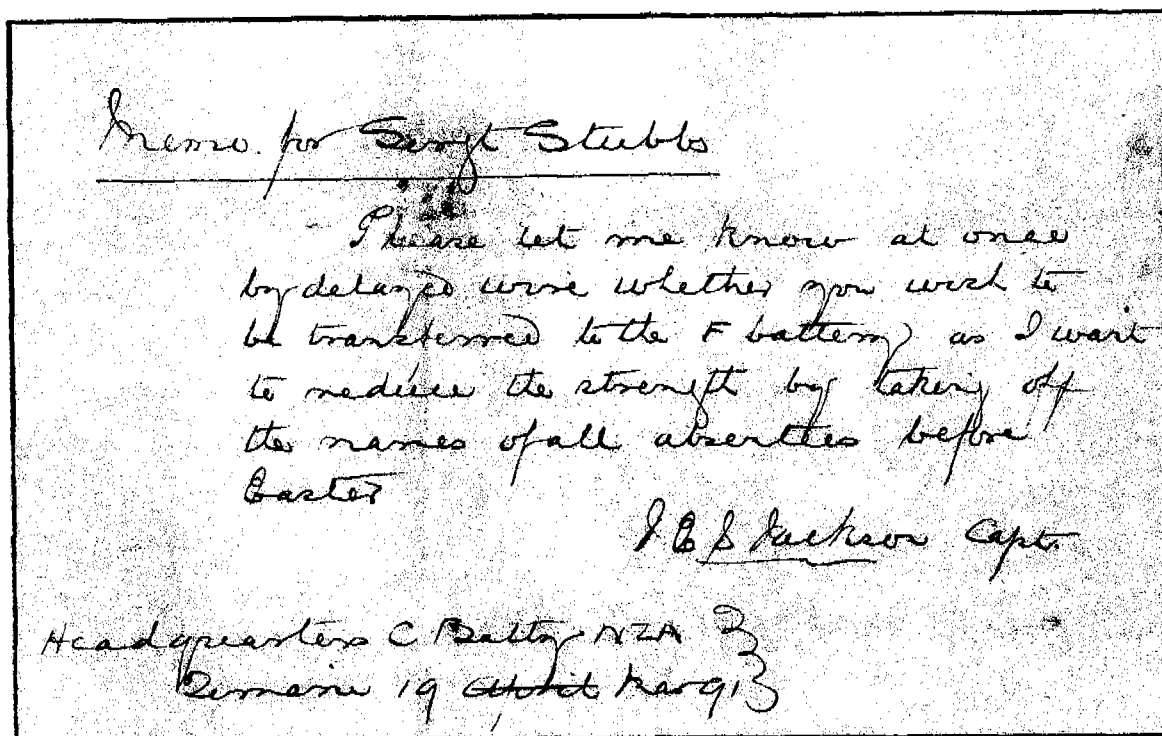 Memo. for Sergt Stubbs
Please let me know at once
by delayed wire whether you wish to
be transferred to the F battery as I want
to reduce the strength by taking off
the names of all absentees before
Easter
J E S Jackson Capt.
Headquarters C Batty NZA
19 April Mar 91